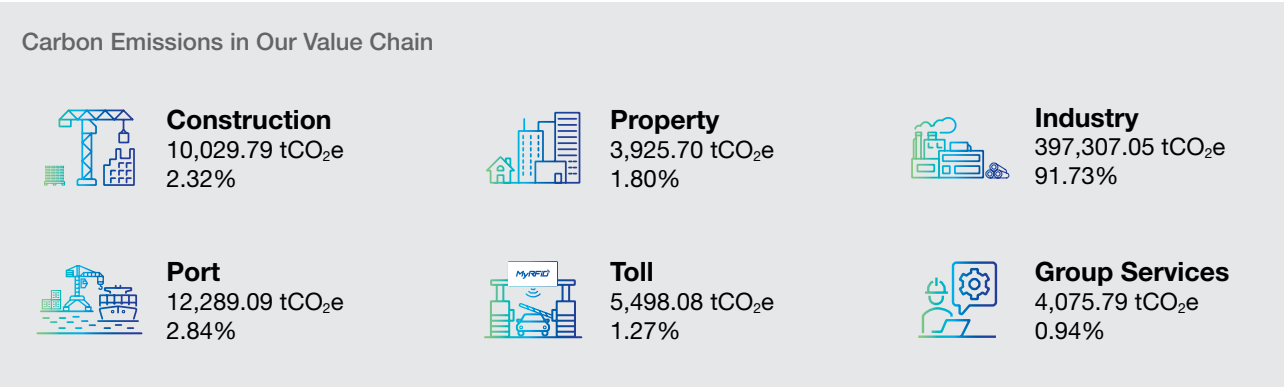 Carbon Emissions in Our Value Chain
Construction
10,029.79 tCO₂e
2.32%
Property
3,925.70 tCO₂e
1.80%
Industry
397,307.05 tCO₂e
91.73%
Port
12,289.09 tCO₂e
2.84%
MyRFID
Toll
5,498.08 tCO₂e
1.27%
Group Services
4,075.79 tCO₂e
0.94%